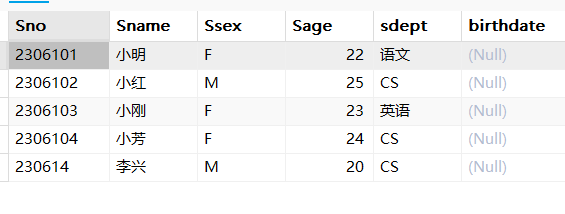 Sno Sname Ssex Sage sdept birthdate
2306101 小明 F 22 语文 (Null)
2306102 小红 M 25 CS (Null)
2306103 小刚 F 23 英语 (Null)
2306104 小芳 F 24 CS (Null)
230614 李兴 M 20 CS (Null)